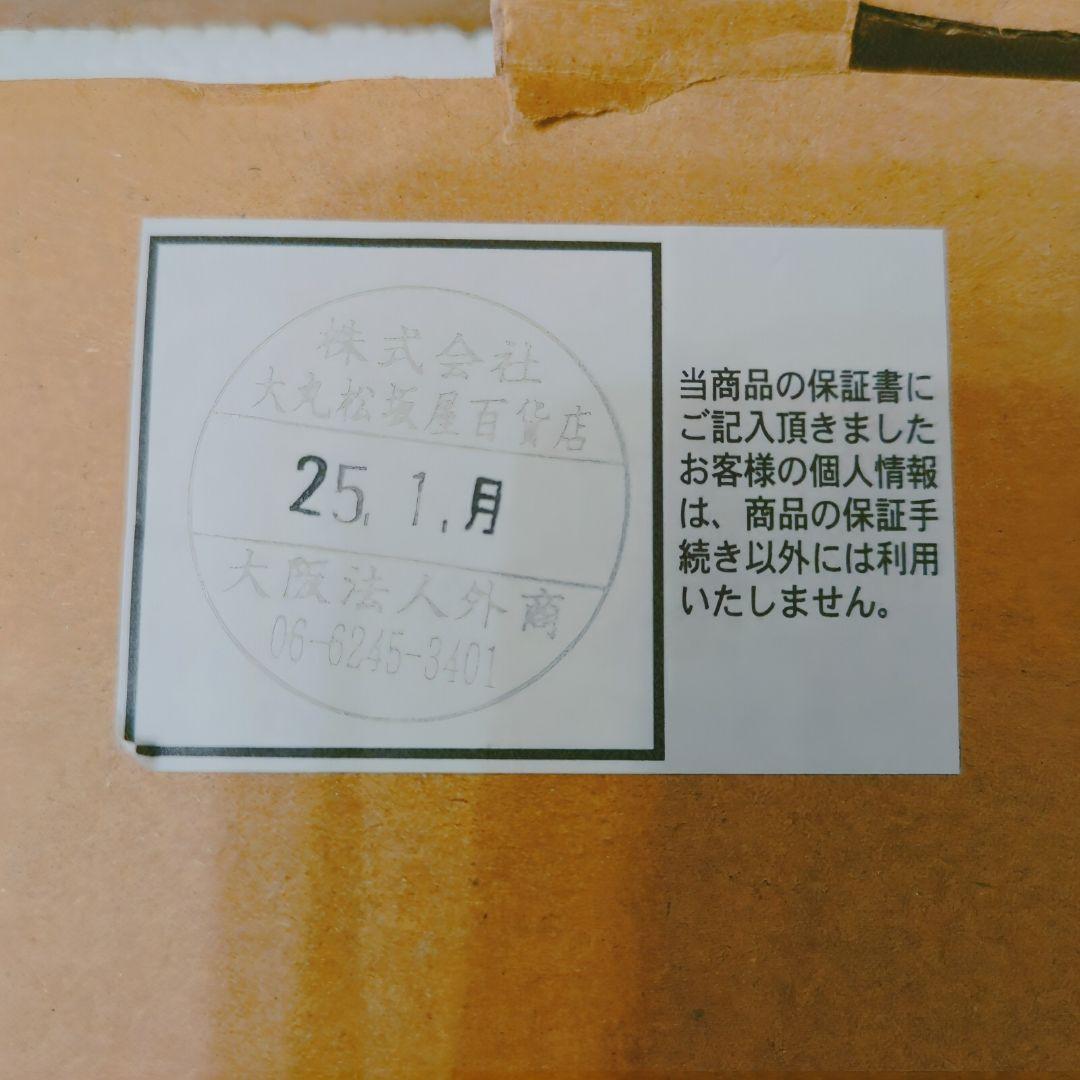 株式会社
大丸松坂屋百貨店
25. 1. 月
大阪法人外商
06-6245-3401
当商品の保証書に
ご記入頂きました
お客様の個人情報
は、商品の保証手
続き以外には利用
いたしません。